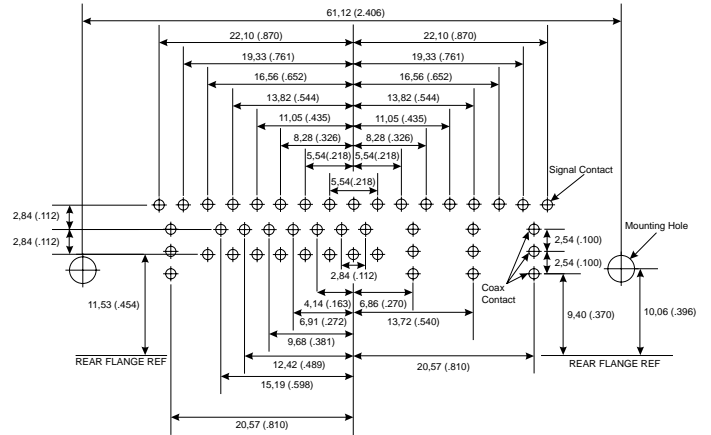 61,12 (2.406)
22,10 (.870) 22,10 (.870)
19,33 (.761) 19,33 (.761)
16,56 (.652) 16,56 (.652)
13,82 (.544) 13,82 (.544)
11,05 (.435) 11,05 (.435)
8,28 (.326) 8,28 (.326)
5,54(.218) 5,54(.218)
5,54(.218)
Signal Contact
2,84 (.112)
2,84 (.112)
2,54 (.100)
2,54 (.100)
Mounting Hole
2,84 (.112)
Coax
Contact
11,53 (.454)
4,14 (.163) 6,86 (.270)
9,40 (.370)
10,06 (.396)
6,91 (.272) 13,72 (.540)
9,68 (.381)
REAR FLANGE REF
12,42 (.489)
20,57 (.810)
REAR FLANGE REF
15,19 (.598)
20,57 (.810)